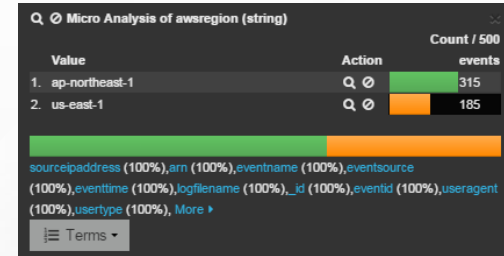 Micro Analysis of awsregion (string)
Count / 500
Value Action events
1. ap-northeast-1 315
2. us-east-1 185
sourceipaddress (100%),arn (100%),eventname (100%),eventsource
(100%),eventtime (100%),logfilename (100%),_id (100%),eventid (100%),useragent
(100%),usertype (100%), More
Terms